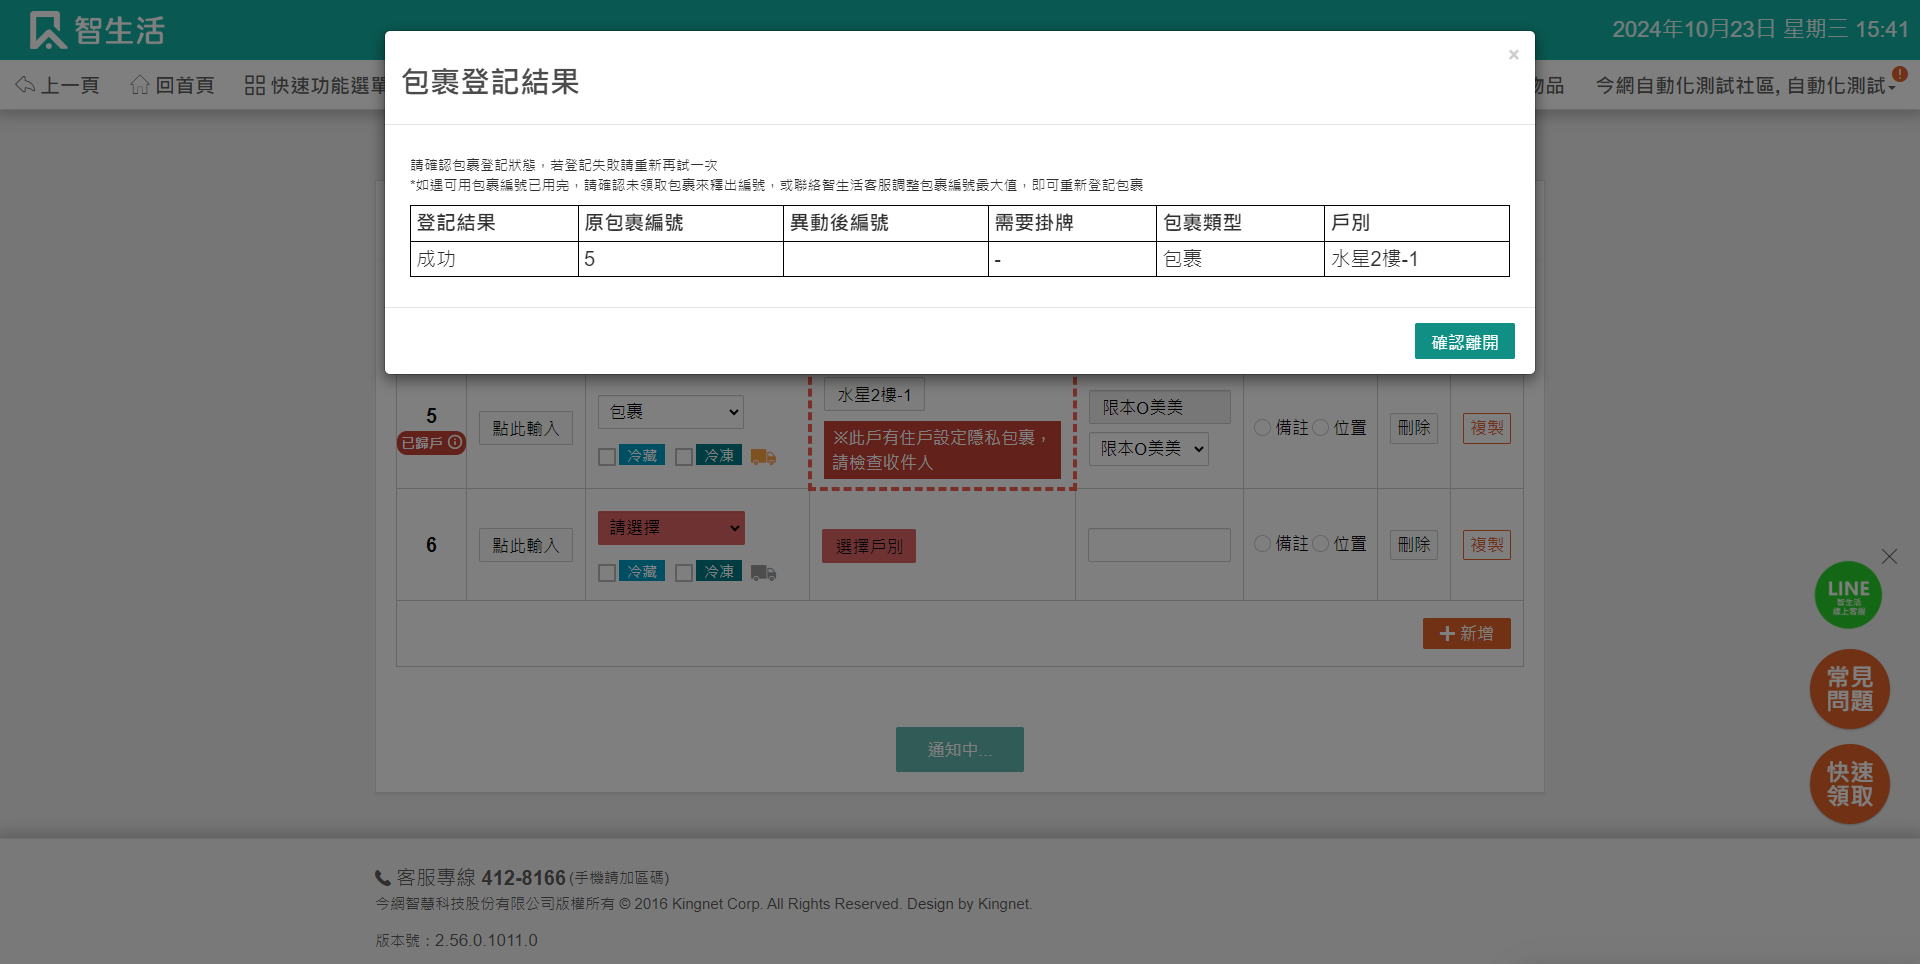 智生活
2024年10月23日 星期三 15:41
上一頁
回首頁
快速功能選單
物品
今網自動化測試社區, 自動化測試
包裹登記結果
×
請確認包裹登記狀態，若登記失敗請重新再試一次
*如遇可用包裹編號已用完，請確認未領取包裹來釋出編號，或聯絡智生活客服調整包裹編號最大值，即可重新登記包裹
登記結果 原包裹編號 異動後編號 需要掛牌 包裹類型 戶別
成功 5 - 包裹 水星2樓-1
確認離開
5
已歸戶
點此輸入
包裹
冷藏
冷凍
水星2樓-1
※此戶有住戶設定隱私包裹，
請檢查收件人
限本O美美
限本O美美
備註
位置
刪除
複製
6
點此輸入
請選擇
冷藏
冷凍
選擇戶別
備註
位置
刪除
複製
新增
通知中...
LINE
智生活
線上客服
常見
問題
快速
領取
客服專線 412-8166 (手機請加區碼)
今網智慧科技股份有限公司版權所有 © 2016 Kingnet Corp. All Rights Reserved. Design by Kingnet.
版本號：2.56.0.1011.0